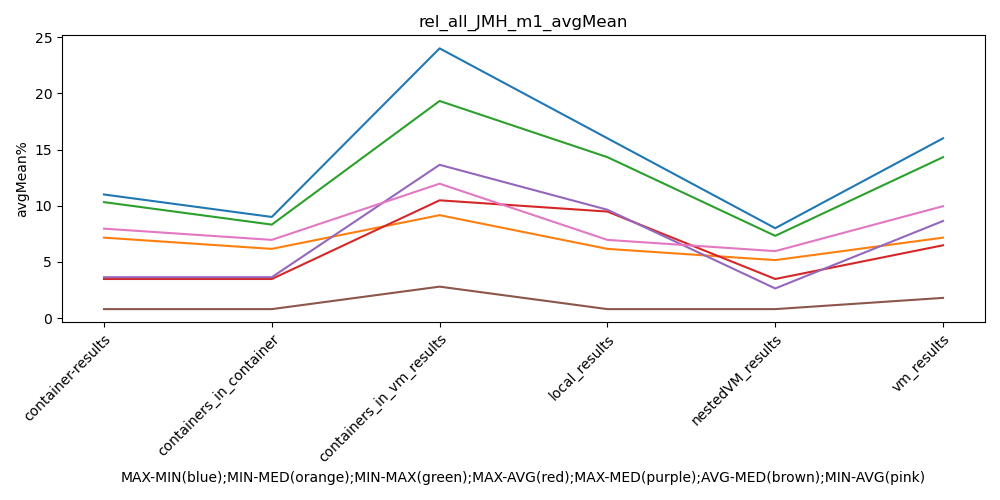 rel_all_JMH_m1_avgMean
25
20
15
10
5
0
avgMean%
container-results
containers_in_container
containers_in_vm_results
local_results
nestedVM_results
vm_results
MAX-MIN(blue);MIN-MED(orange);MIN-MAX(green);MAX-AVG(red);MAX-MED(purple);AVG-MED(brown);MIN-AVG(pink)